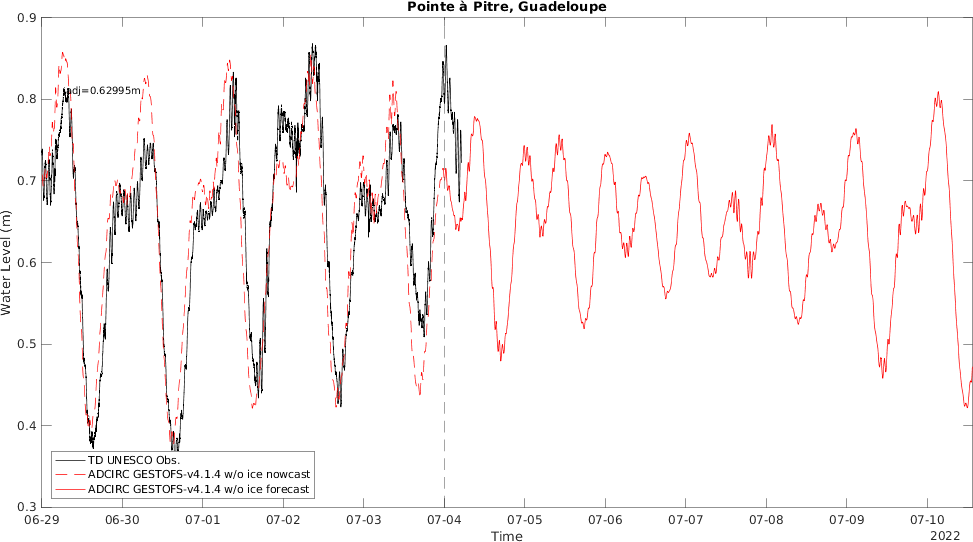 Pointe à Pitre, Guadeloupe
0.9
0.8
0.7
0.6
0.5
0.4
0.3
Water Level (m)
adj=0.62995m
TD UNESCO Obs.
ADCIRC GESTOFS-v4.1.4 w/o ice nowcast
ADCIRC GESTOFS-v4.1.4 w/o ice forecast
06-29 06-30 07-01 07-02 07-03 07-04 07-05 07-06 07-07 07-08 07-09 07-10
Time
2022